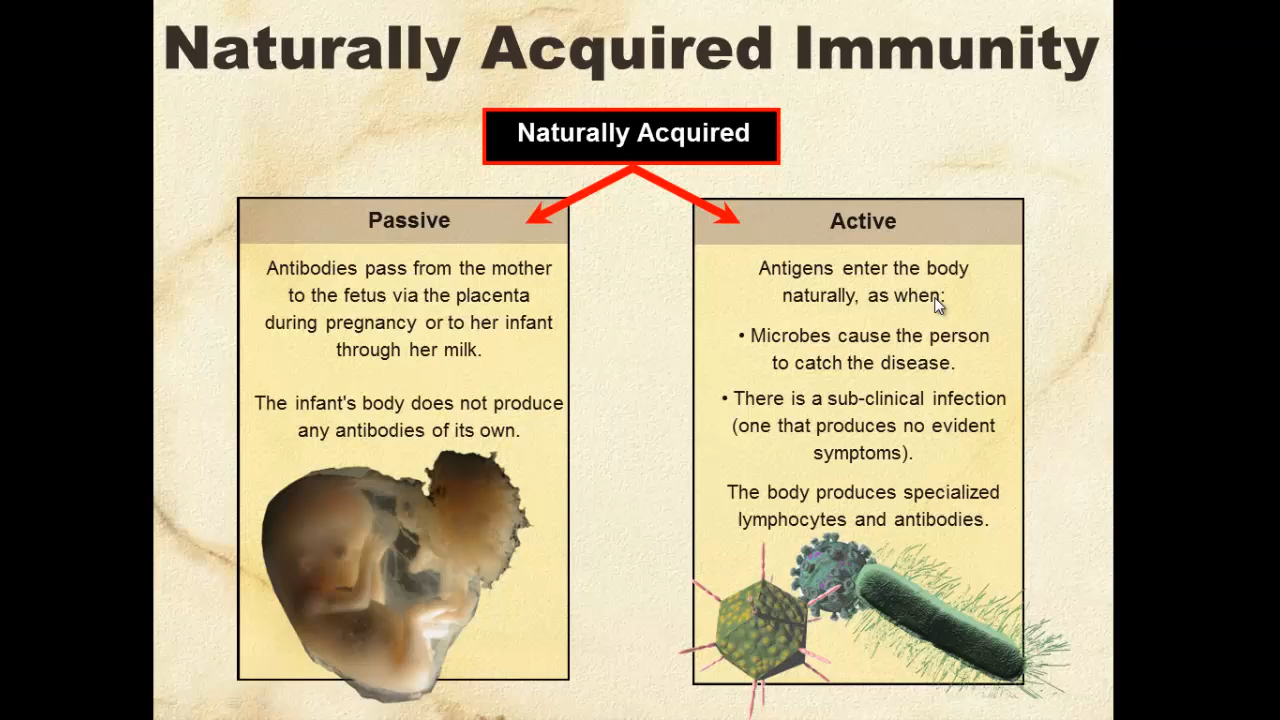 Naturally Acquired Immunity
Naturally Acquired
Passive
Antibodies pass from the mother
to the fetus via the placenta
during pregnancy or to her infant
through her milk.
The infant's body does not produce
any antibodies of its own.
Active
Antigens enter the body
naturally, as when:
• Microbes cause the person
to catch the disease.
• There is a sub-clinical infection
(one that produces no evident
symptoms).
The body produces specialized
lymphocytes and antibodies.